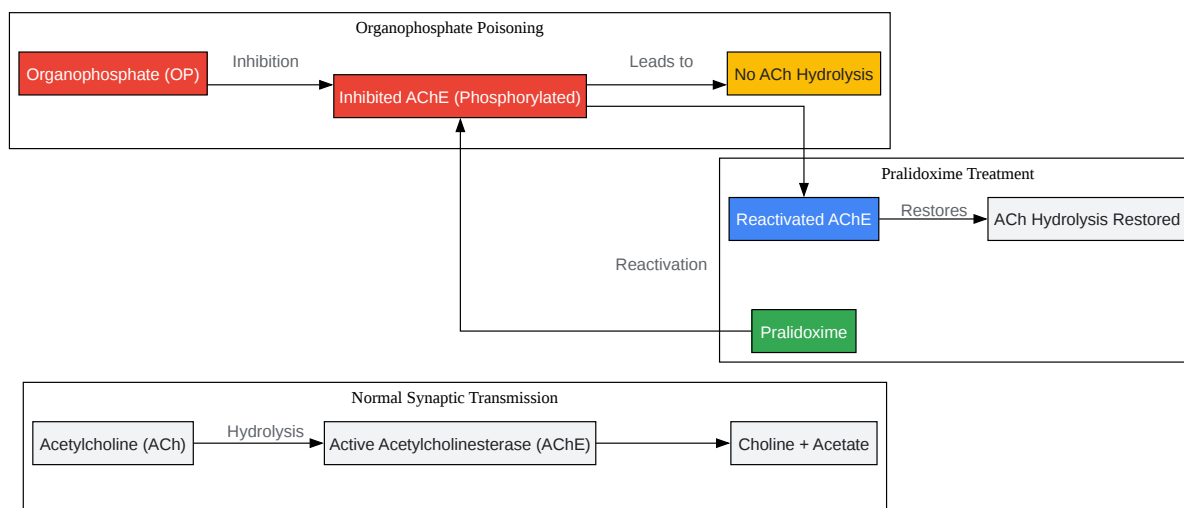 Organophosphate Poisoning
Organophosphate (OP)
Inhibition
Inhibited AChE (Phosphorylated)
Leads to
No ACh Hydrolysis
Pralidoxime Treatment
Reactivated AChE
Restores
ACh Hydrolysis Restored
Reactivation
Pralidoxime
Normal Synaptic Transmission
Acetylcholine (ACh)
Hydrolysis
Active Acetylcholinesterase (AChE)
Choline + Acetate